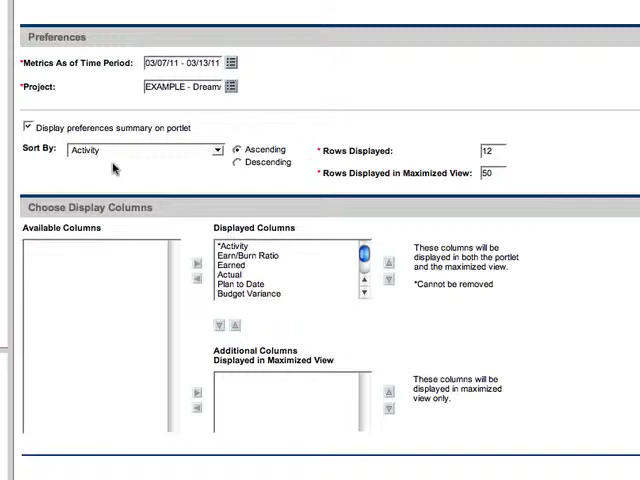 Preferences
*Metrics As of Time Period: 03/07/11 - 03/13/11
*Project: EXAMPLE - Dream
Display preferences summary on portlet
Sort By: Activity Ascending * Rows Displayed: 12
Descending * Rows Displayed in Maximized View: 50
Choose Display Columns
Available Columns Displayed Columns
*Activity
Earn/Burn Ratio
Earned
Actual
Plan to Date
Budget Variance
These columns will be
displayed in both the portlet
and the maximized view.
*Cannot be removed
Additional Columns
Displayed in Maximized View
These columns will be
displayed in maximized
view only.